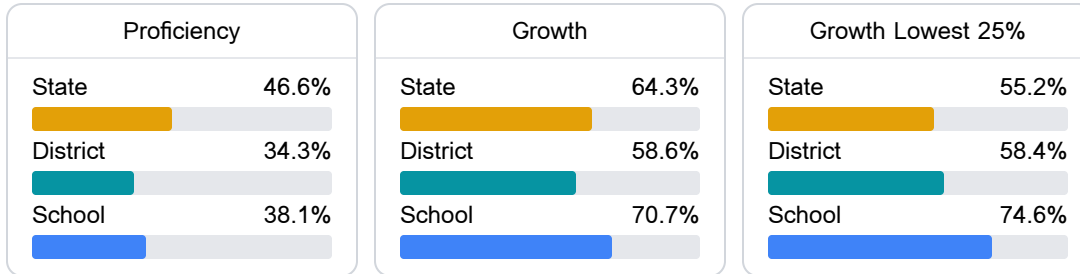 Proficiency
State 46.6%
District 34.3%
School 38.1%
Growth
State 64.3%
District 58.6%
School 70.7%
Growth Lowest 25%
State 55.2%
District 58.4%
School 74.6%